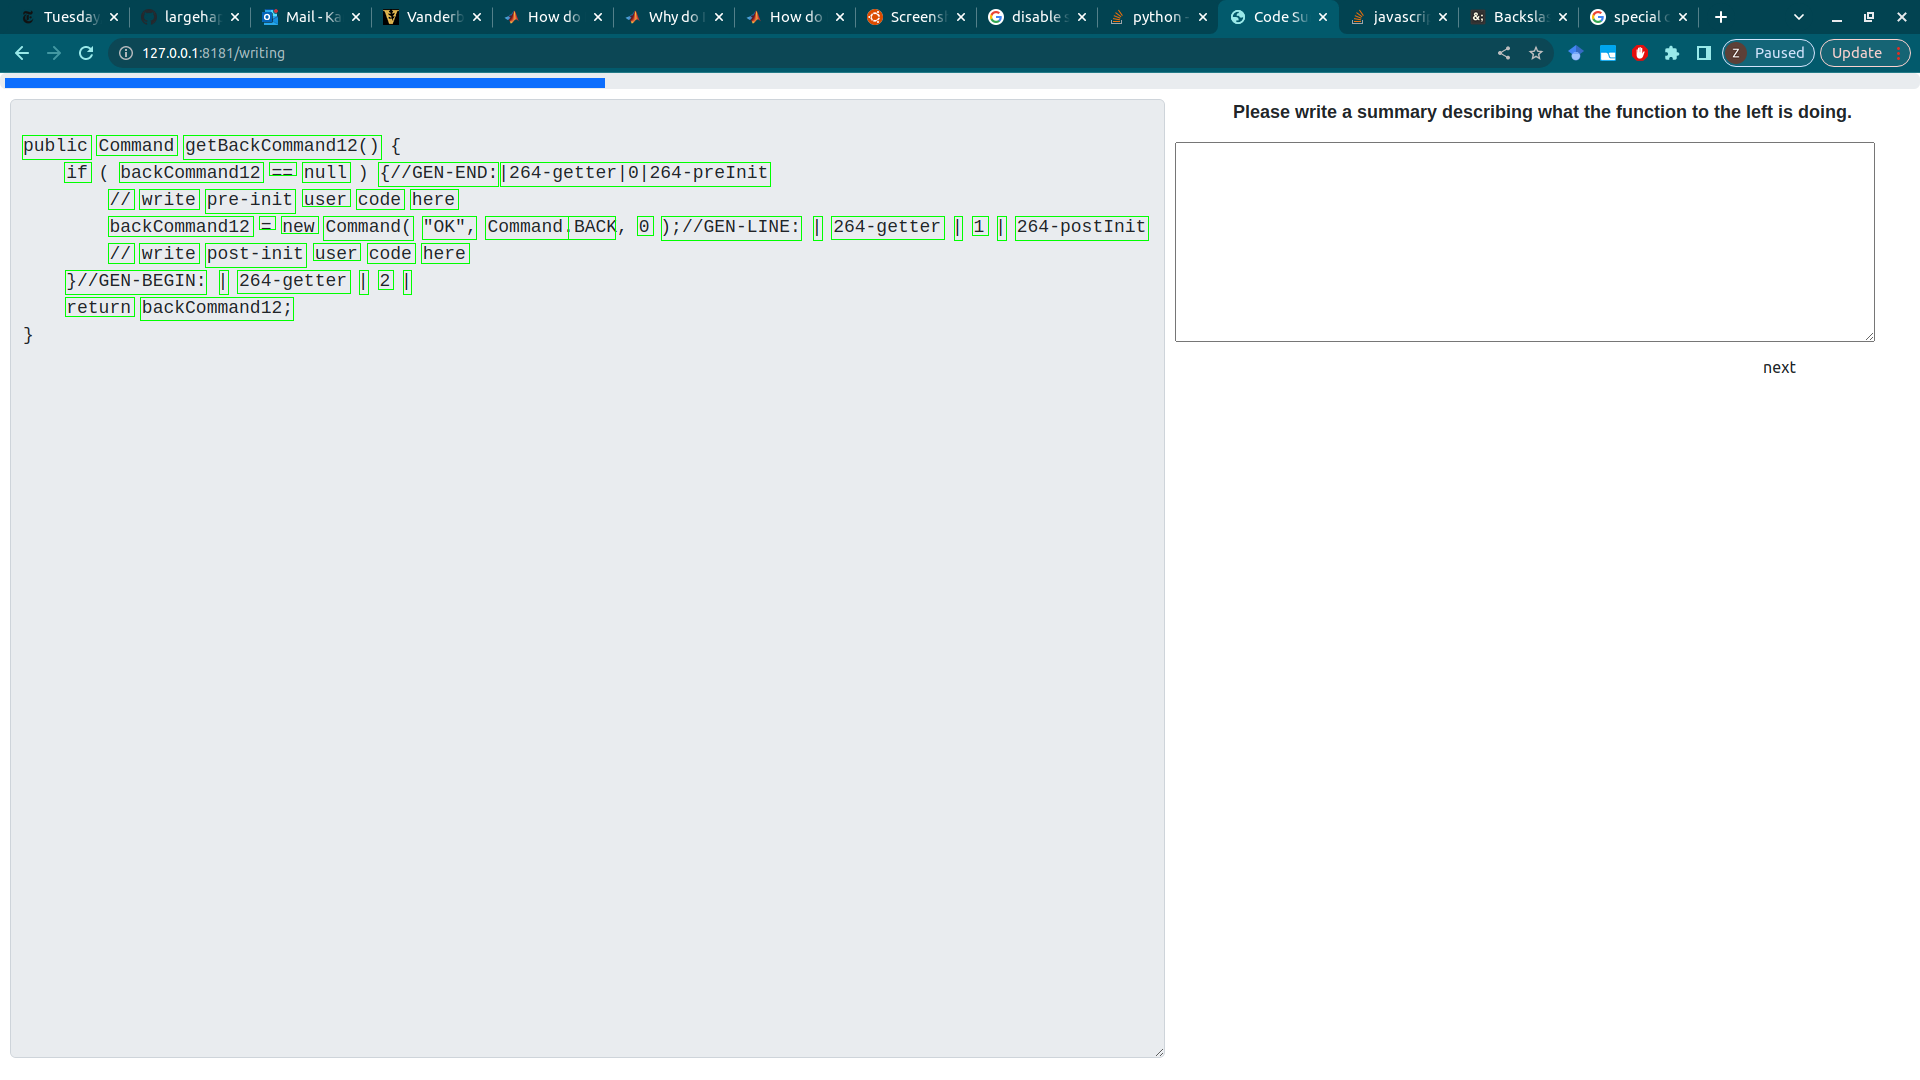 Tuesday
largehap
Mail - Ka
Vanderb
How do
Why do
How do
Screensh
disable s
python -
Code Su
javascrip
Backslas
special c
127.0.0.1:8181/writing
Z Paused
Update
Please write a summary describing what the function to the left is doing.
public Command getBackCommand12() {
if ( backCommand12 == null ) {//GEN-END:|264-getter|0|264-preInit
// write pre-init user code here
backCommand12 = new Command( "OK", Command.BACK, 0 );//GEN-LINE: | 264-getter | 1 | 264-postInit
// write post-init user code here
}//GEN-BEGIN: | 264-getter | 2 |
return backCommand12;
}
next